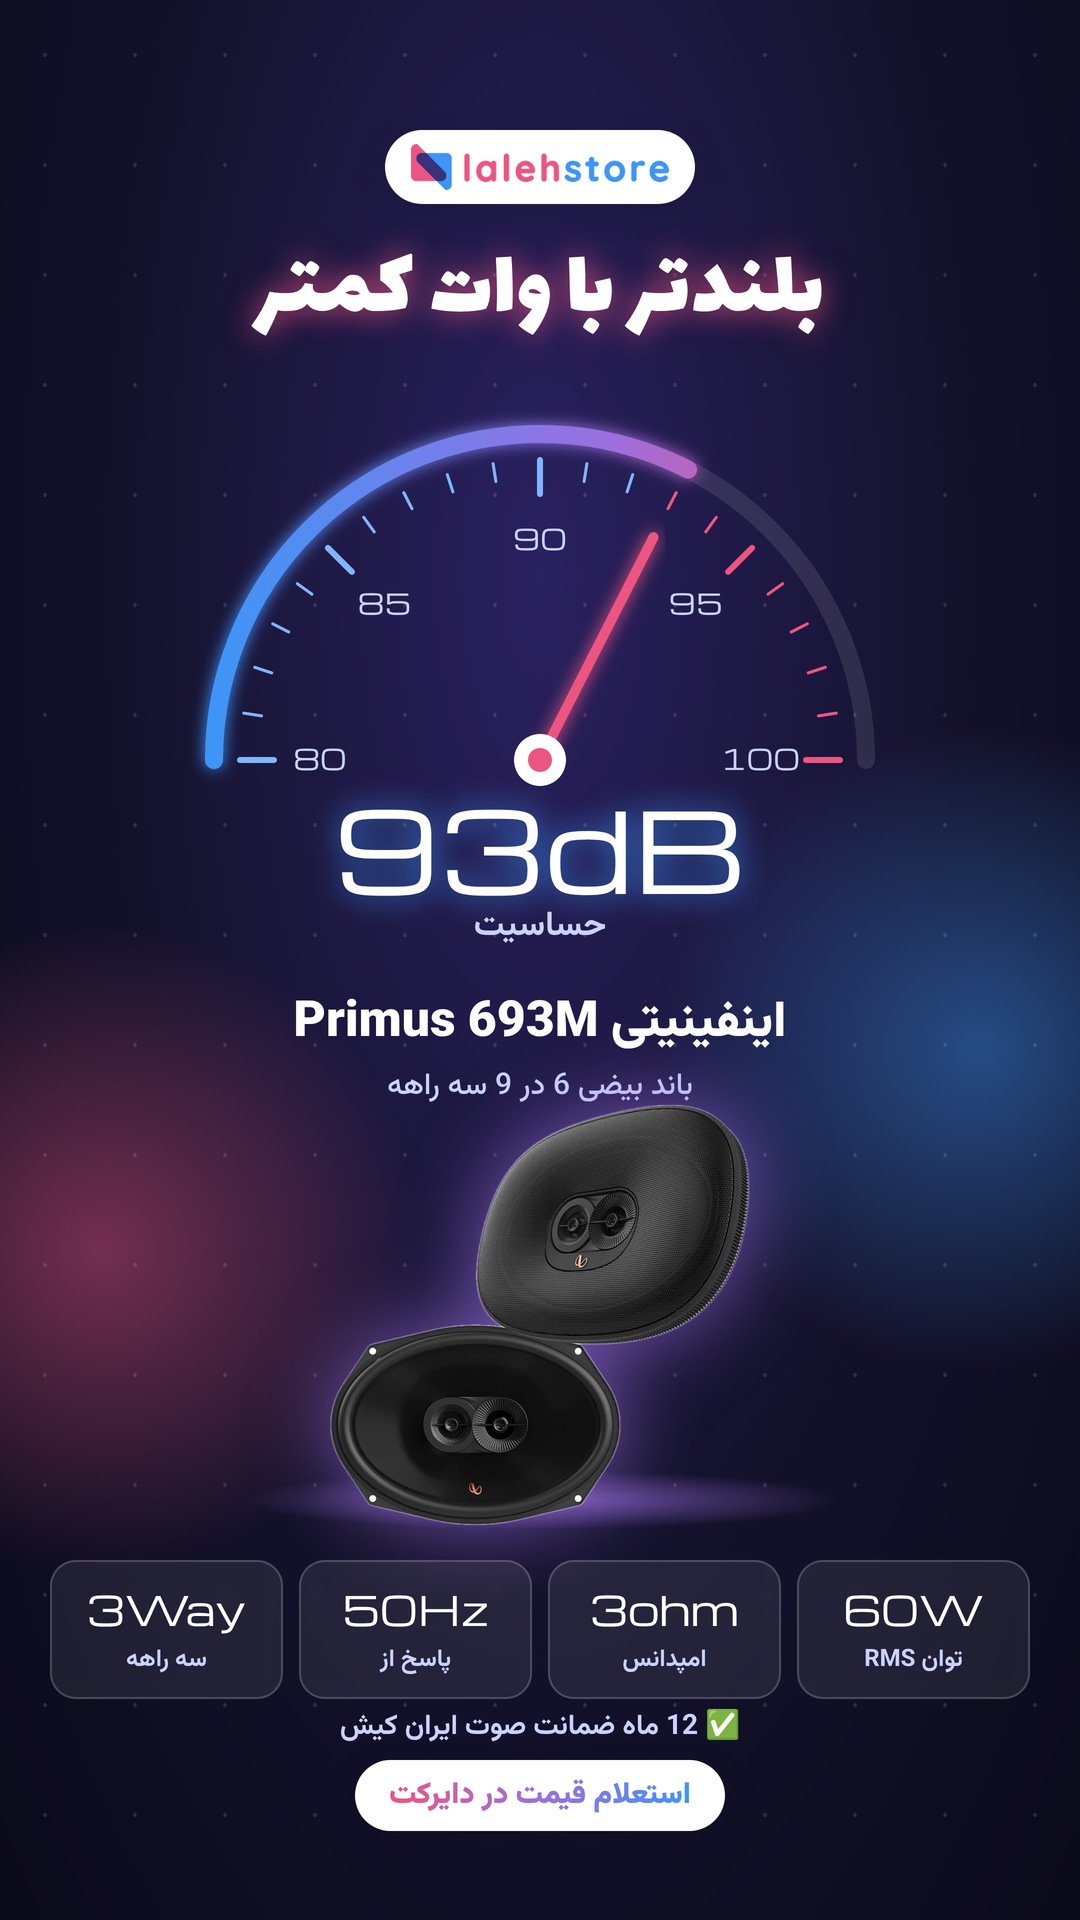 lalehstore
بلندتر با وات کمتر
90
85
95
80
100
93dB
حساسیت
اینفینیتی Primus 693M
باند بیضی 6 در 9 سه راهه
3Way
سه راهه
50Hz
پاسخ از
3ohm
امپدانس
60W
توان RMS
✅ 12 ماه ضمانت صوت ایران کیش
استعلام قیمت در دایرکت